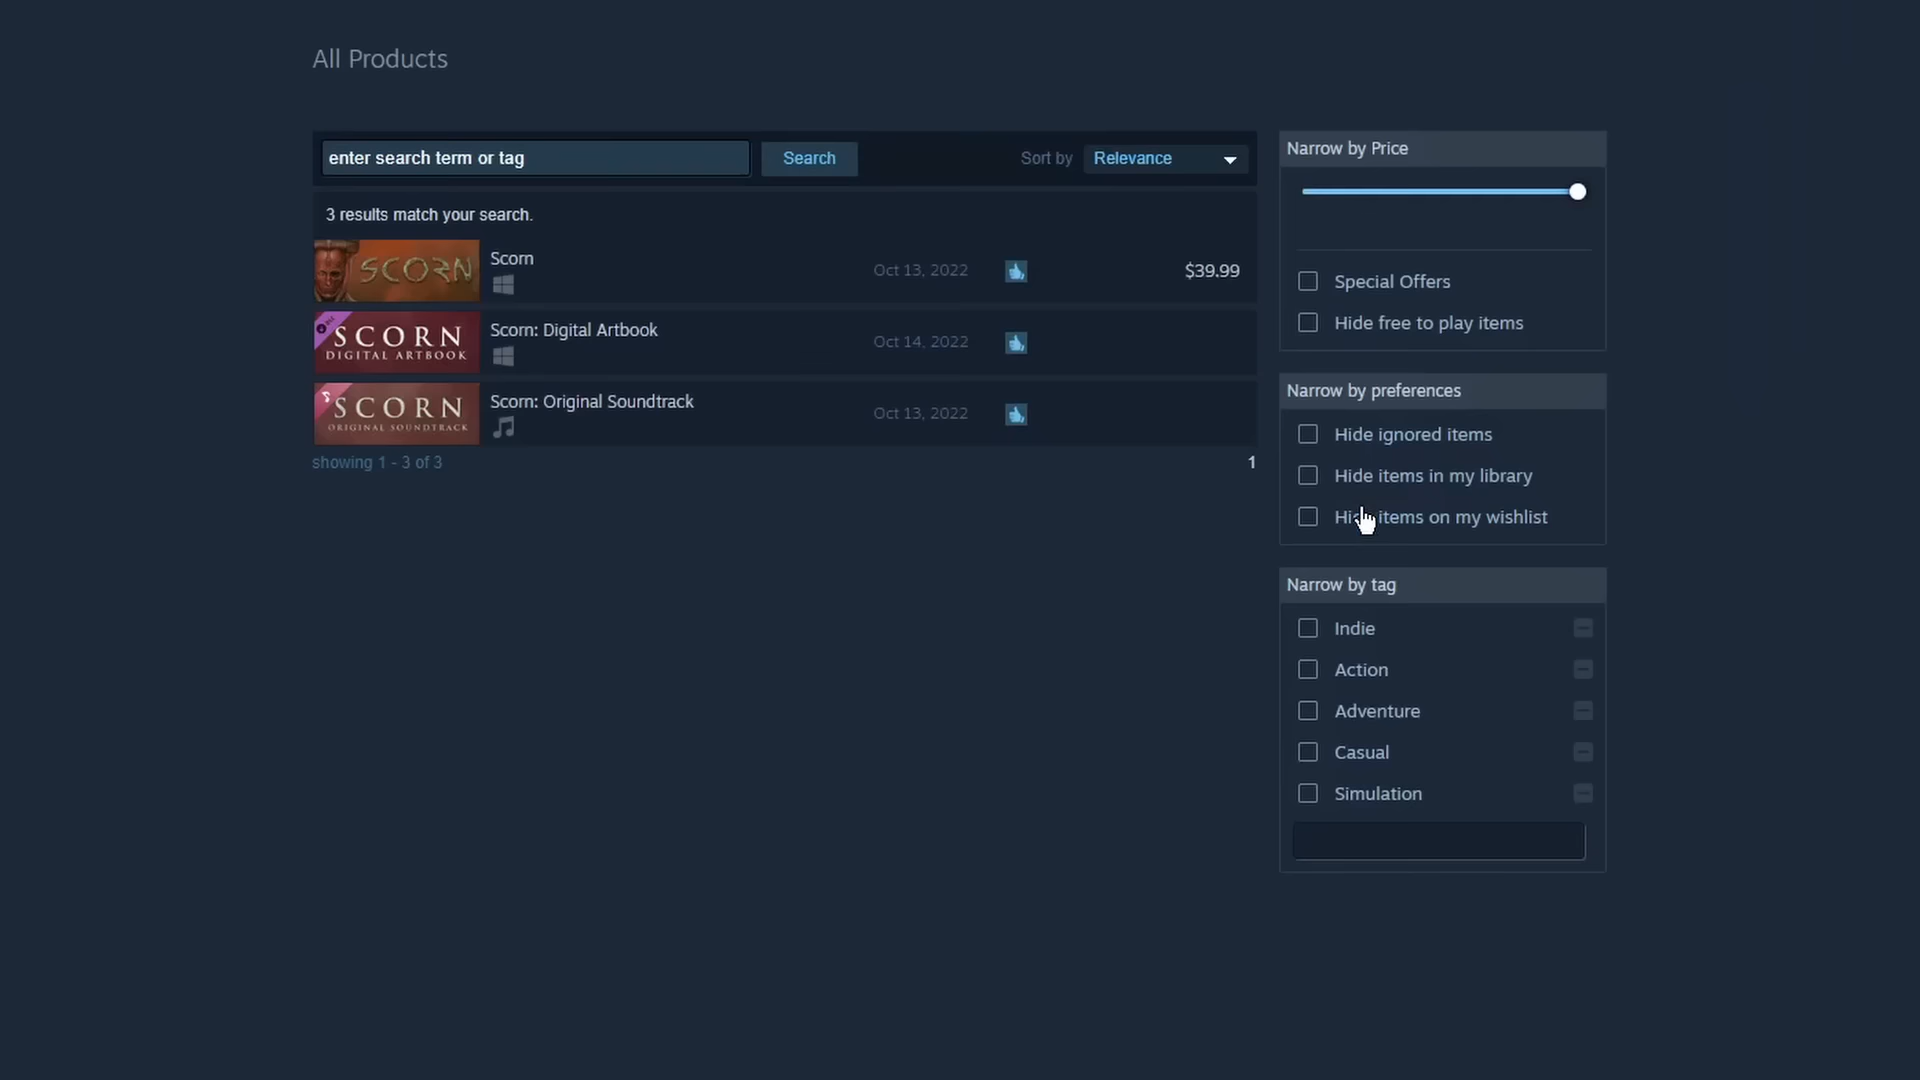 All Products
enter search term or tag
Search
Sort by
Relevance
Narrow by Price
3 results match your search.
SCORN
Scorn
Oct 13, 2022
$39.99
Special Offers
Hide free to play items
SCORN
DIGITAL ARTBOOK
Scorn: Digital Artbook
Oct 14, 2022
Narrow by preferences
SCORN
ORIGINAL SOUNDTRACK
Scorn: Original Soundtrack
Oct 13, 2022
Hide ignored items
showing 1 - 3 of 3
1
Hide items in my library
items on my wishlist
Narrow by tag
Indie
Action
Adventure
Casual
Simulation